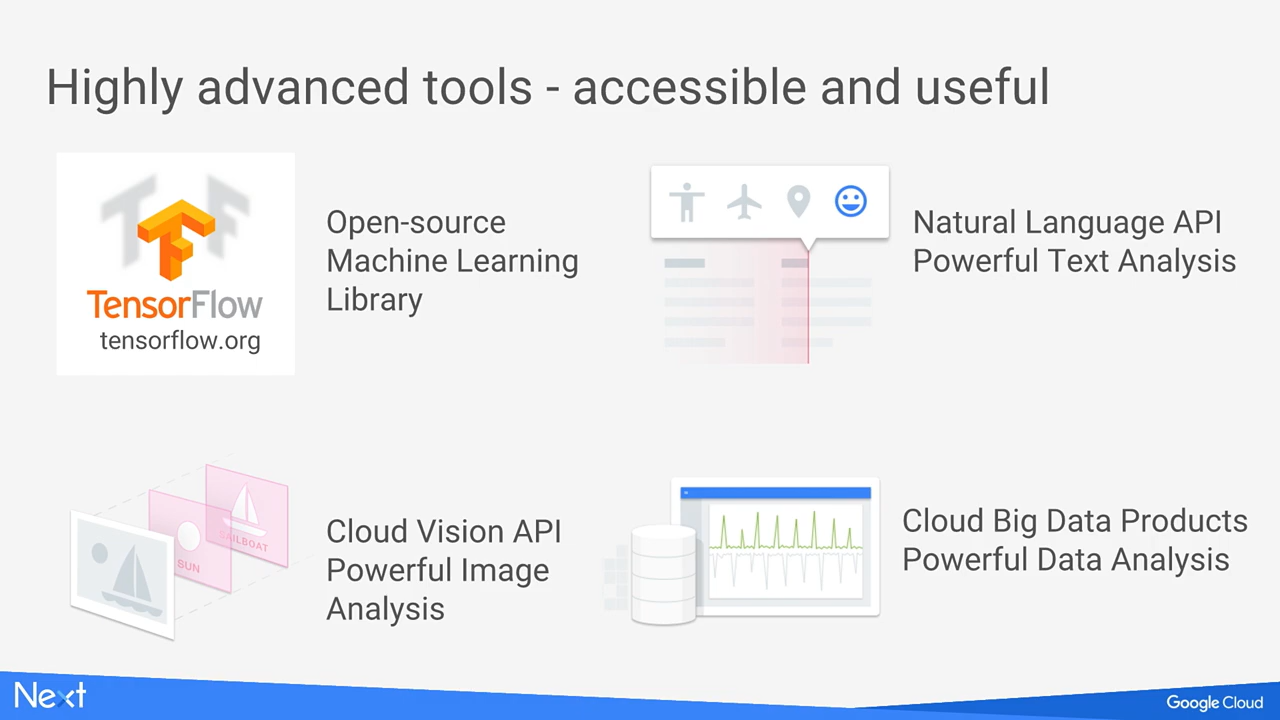 Highly advanced tools - accessible and useful
TensorFlow
tensorflow.org
Open-source
Machine Learning
Library
Natural Language API
Powerful Text Analysis
SUN
SAILBOAT
Cloud Vision API
Powerful Image
Analysis
Cloud Big Data Products
Powerful Data Analysis
Next
Google Cloud